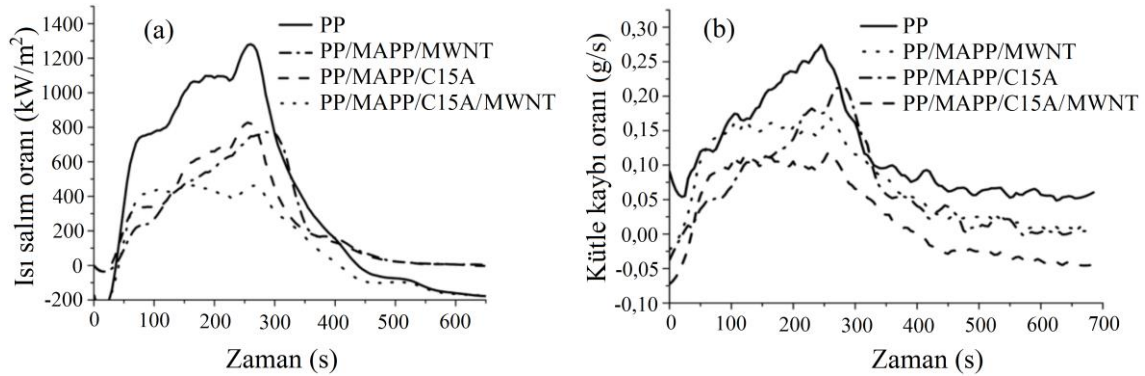 (a)
PP
PP/MAPP/MWNT
PP/MAPP/C15A
PP/MAPP/C15A/MWNT
Isı salım oranı (kW/m²)
1400
1200
1000
800
600
400
200
0
-200
0 100 200 300 400 500 600
Zaman (s)
(b)
PP
PP/MAPP/MWNT
PP/MAPP/C15A
PP/MAPP/C15A/MWNT
Kütle kaybı oranı (g/s)
0,35
0,30
0,25
0,20
0,15
0,10
0,05
0,00
-0,05
-0,10
0 100 200 300 400 500 600 700
Zaman (s)